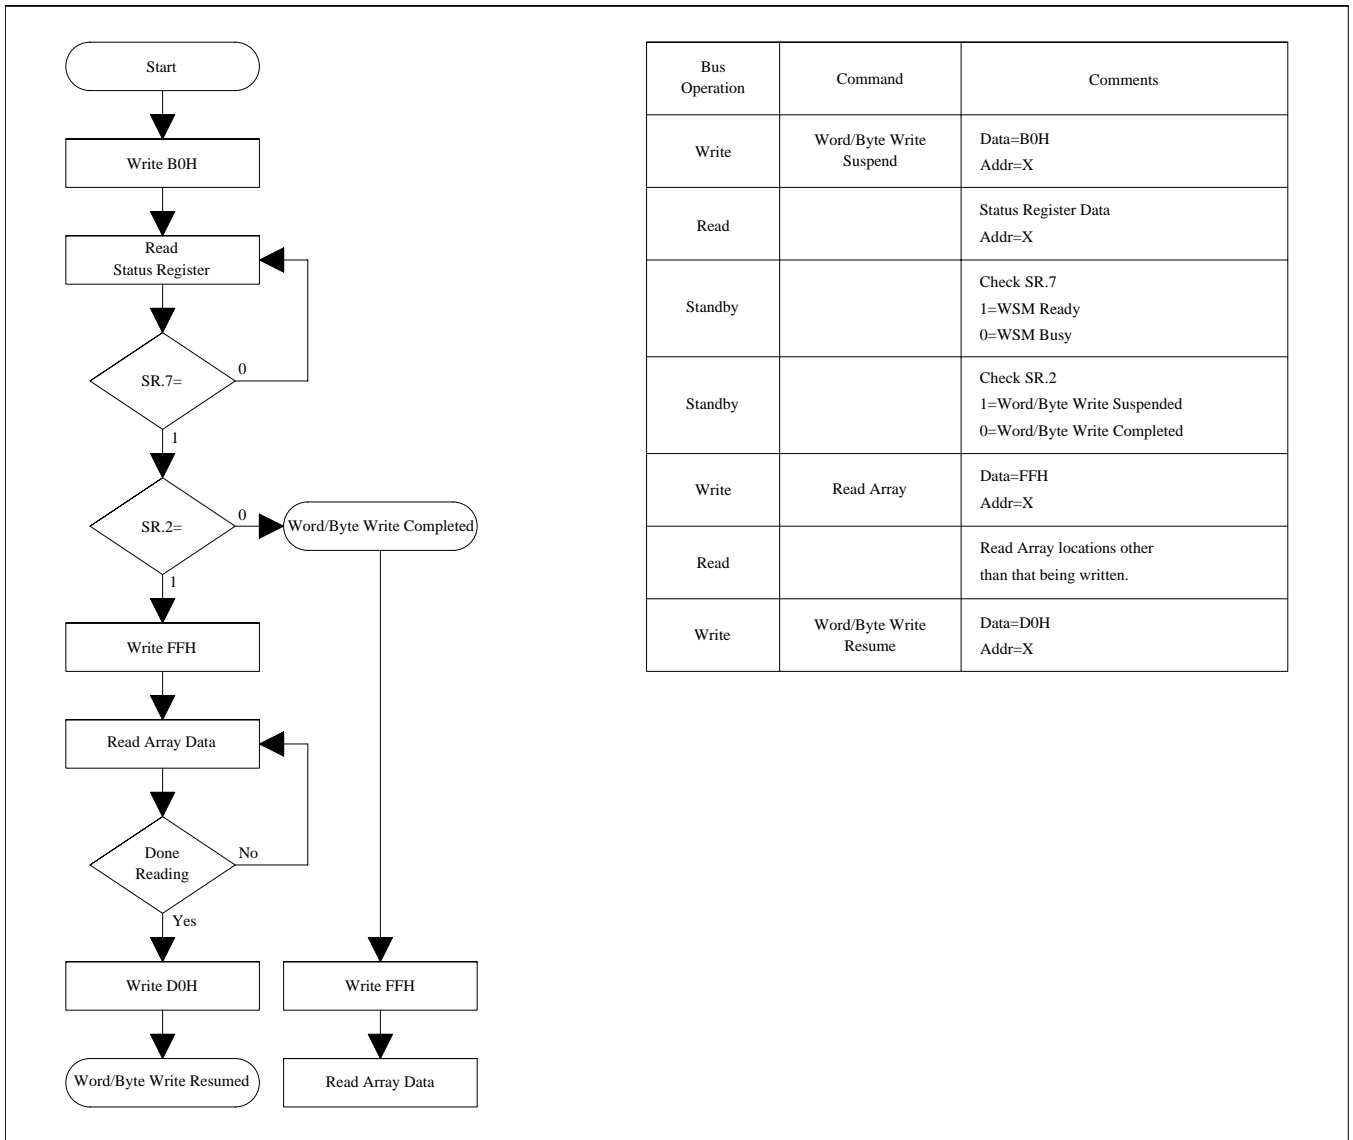 Start
Write B0H
Read
Status Register
SR.7=
0
1
SR.2=
0
Word/Byte Write Completed
1
Write FFH
Read Array Data
Done
Reading
No
Yes
Write D0H
Write FFH
Word/Byte Write Resumed
Read Array Data
Bus
Operation
Command
Comments
Write
Word/Byte Write
Suspend
Data=B0H
Addr=X
Read
Status Register Data
Addr=X
Standby
Check SR.7
1=WSM Ready
0=WSM Busy
Standby
Check SR.2
1=Word/Byte Write Suspended
0=Word/Byte Write Completed
Write
Read Array
Data=FFH
Addr=X
Read
Read Array locations other
than that being written.
Write
Word/Byte Write
Resume
Data=D0H
Addr=X